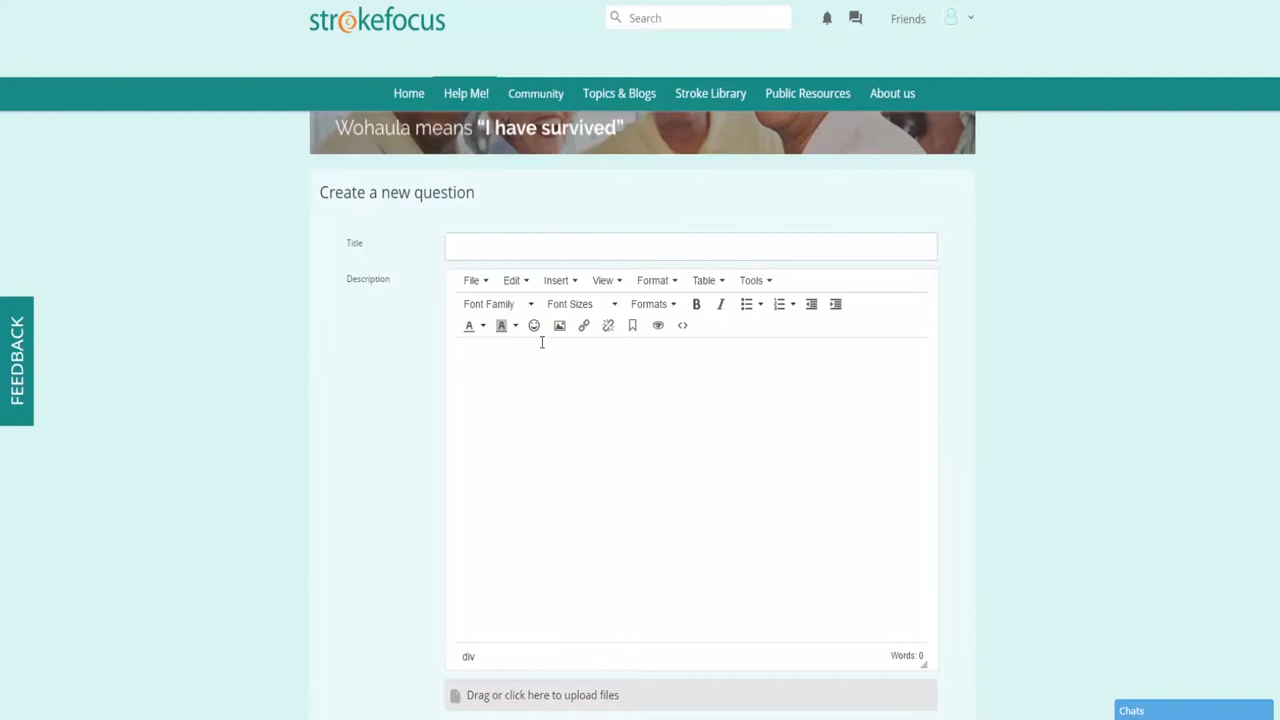 strokefocus
Search
Friends
Home Help Me! Community Topics & Blogs Stroke Library Public Resources About us
Wohaula means "I have survived"
Create a new question
Title
Description
File Edit Insert View Format Table Tools
Font Family Font Sizes Formats B I
A A
div Words: 0
Drag or click here to upload files
FEEDBACK
Chats